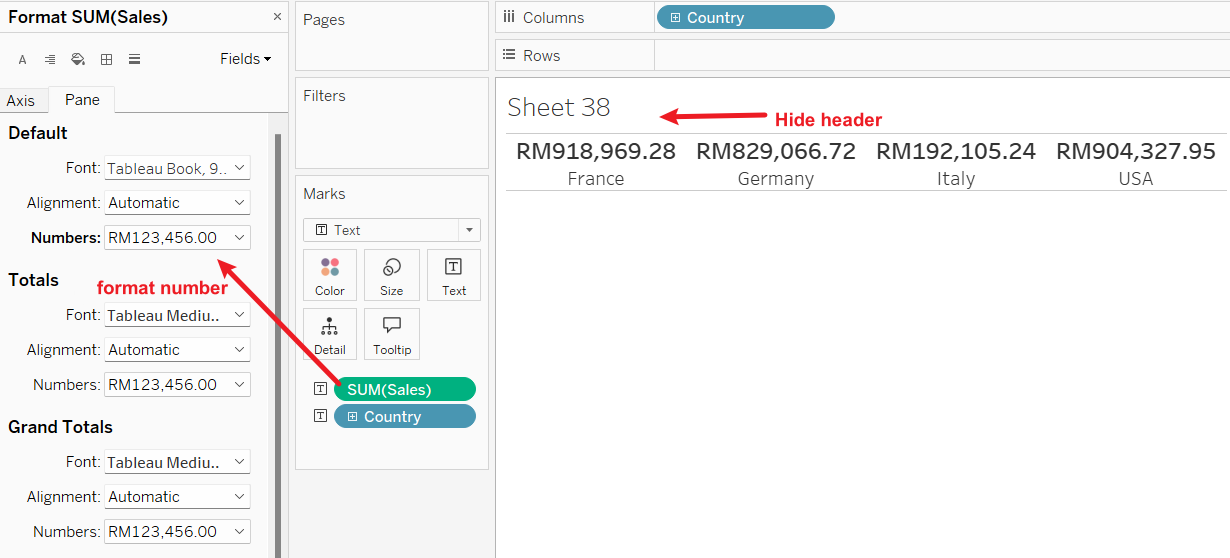 Format SUM(Sales) ×
A Fields
Axis Pane
Default
Font: Tableau Book, 9..
Alignment: Automatic
Numbers: RM123,456.00
Totals
format number
Font: Tableau Mediu..
Alignment: Automatic
Numbers: RM123,456.00
Grand Totals
Font: Tableau Mediu..
Alignment: Automatic
Numbers: RM123,456.00
Pages
Filters
Marks
T Text
Color Size Text
Detail Tooltip
T SUM(Sales)
T Country
Columns Country
Rows
Sheet 38
Hide header
RM918,969.28 RM829,066.72 RM192,105.24 RM904,327.95
France Germany Italy USA